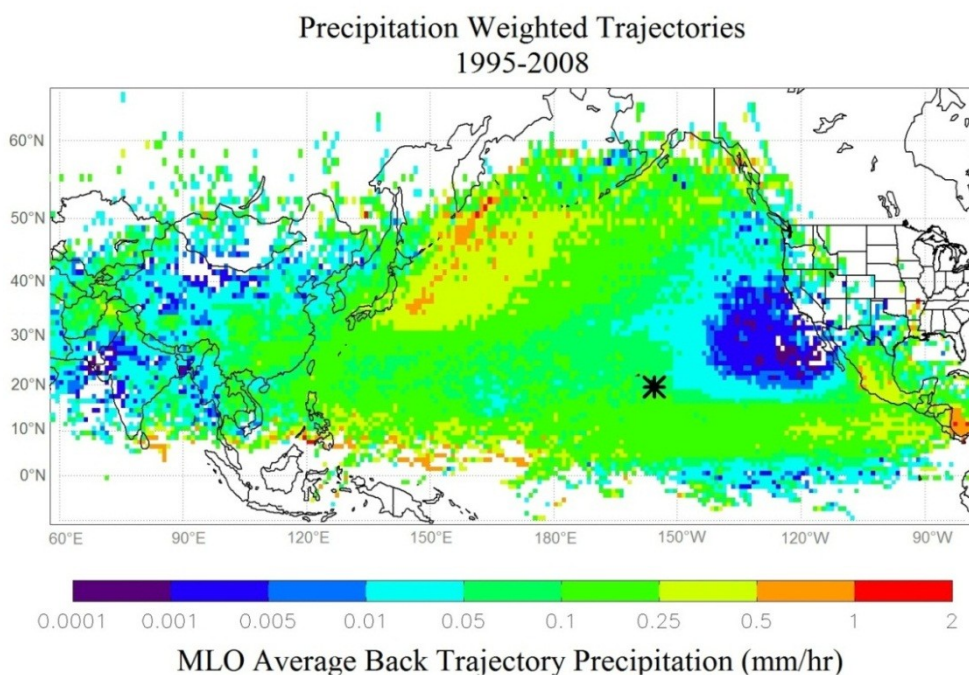 Precipitation Weighted Trajectories
1995-2008
60°N
50°N
40°N
30°N
20°N
10°N
0°N
60°E 90°E 120°E 150°E 180°E 150°W 120°W 90°W
0.0001 0.001 0.005 0.01 0.05 0.1 0.25 0.5 1 2
MLO Average Back Trajectory Precipitation (mm/hr)